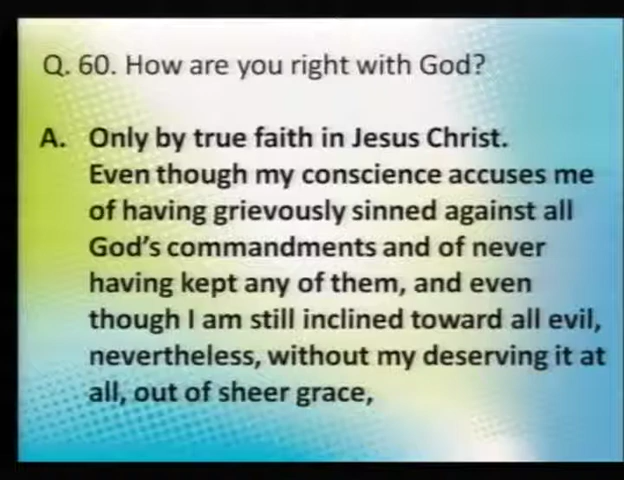 Q. 60. How are you right with God?
A. Only by true faith in Jesus Christ.
Even though my conscience accuses me
of having grievously sinned against all
God's commandments and of never
having kept any of them, and even
though I am still inclined toward all evil,
nevertheless, without my deserving it at
all, out of sheer grace,